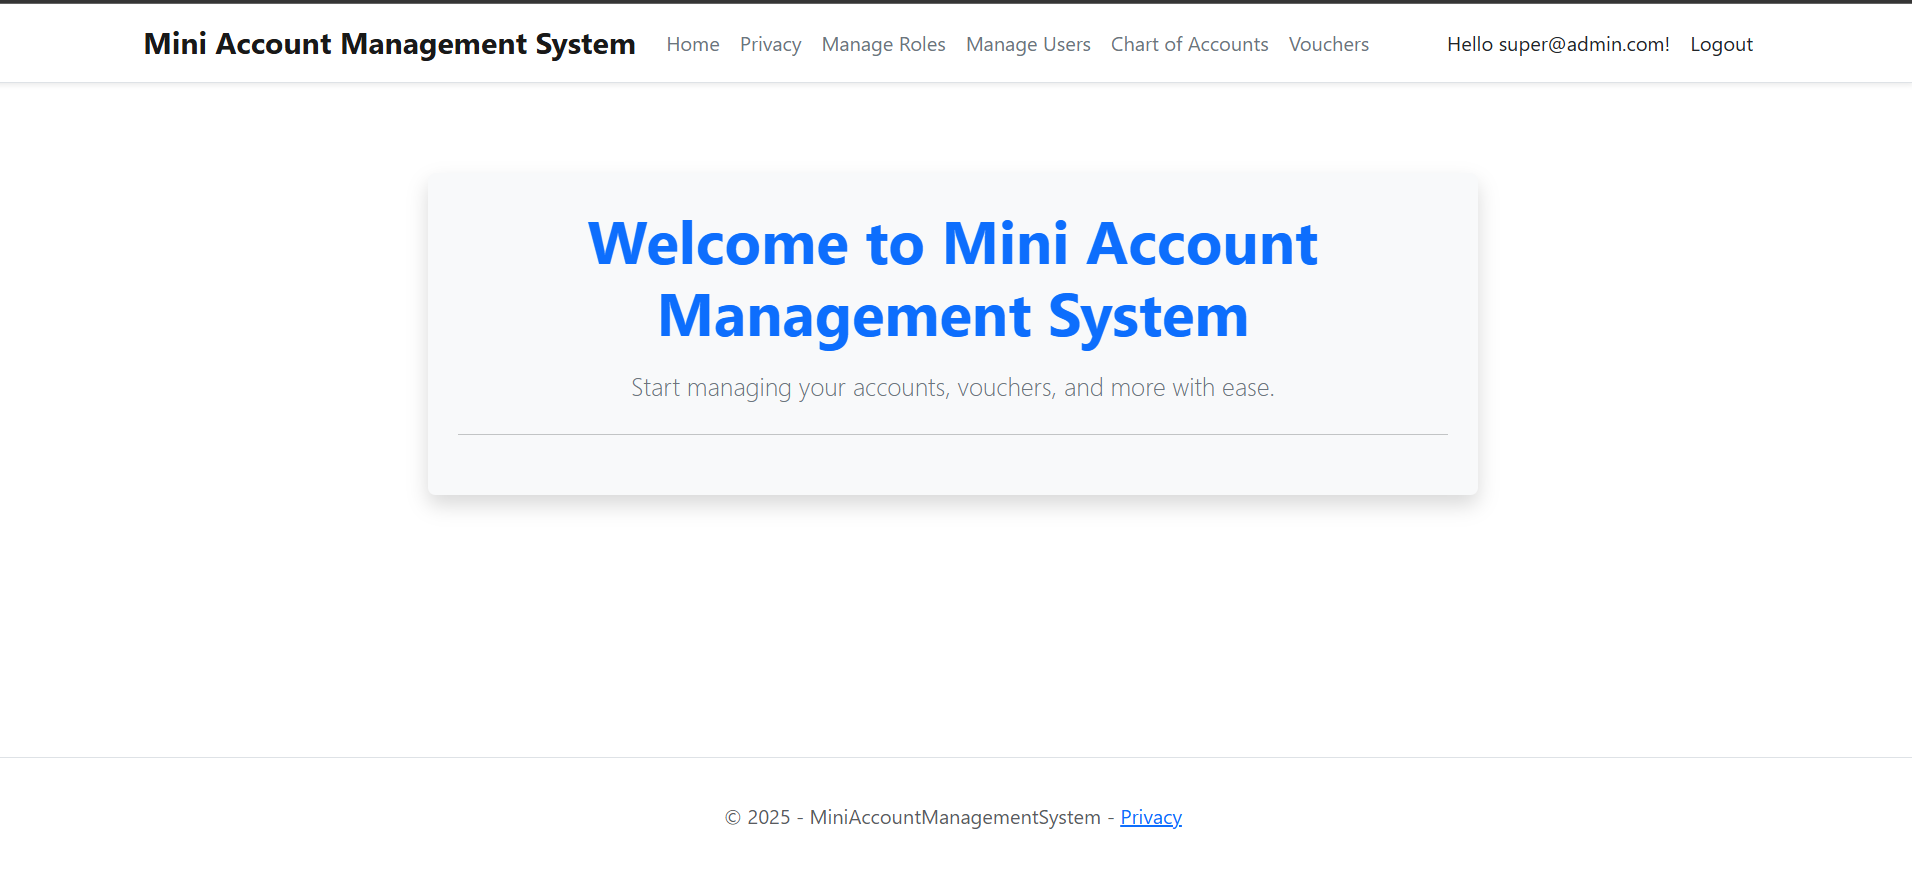 Mini Account Management System Home Privacy Manage Roles Manage Users Chart of Accounts Vouchers Hello super@admin.com! Logout
Welcome to Mini Account
Management System
Start managing your accounts, vouchers, and more with ease.
© 2025 - MiniAccountManagementSystem - Privacy